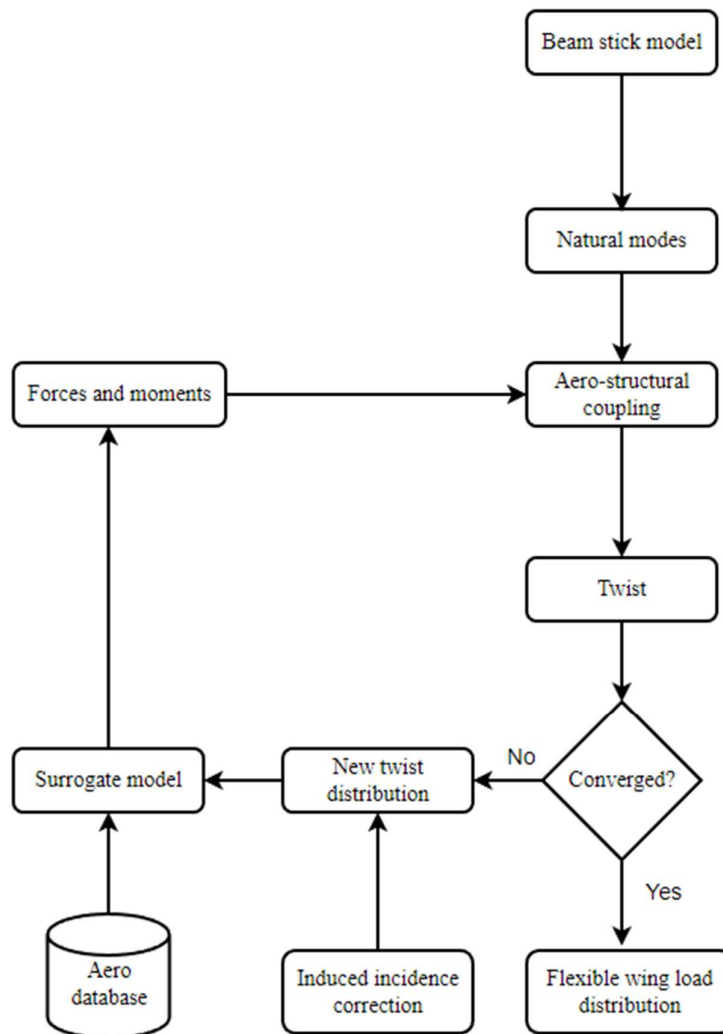 Beam stick model
Natural modes
Forces and moments
Aero-structural
coupling
Twist
Surrogate model
New twist
distribution
No
Converged?
Yes
Aero
database
Induced incidence
correction
Flexible wing load
distribution